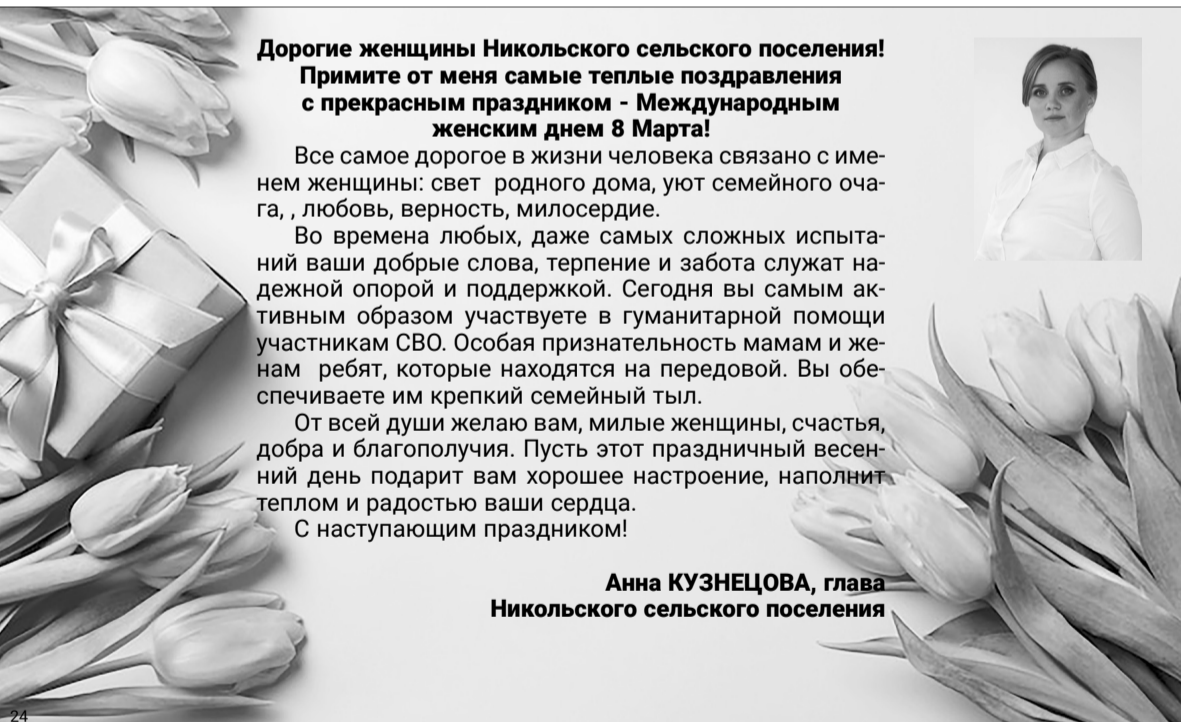 Дорогие женщины Никольского сельского поселения!
Примите от меня самые теплые поздравления
с прекрасным праздником - Международным
женским днем 8 Марта!
Все самое дорогое в жизни человека связано с име-
нем женщины: свет  родного дома, уют семейного оча-
га, , любовь, верность, милосердие.
Во времена любых, даже самых сложных испыта-
ний ваши добрые слова, терпение и забота служат на-
дежной опорой и поддержкой. Сегодня вы самым ак-
тивным образом участвуете в гуманитарной помощи
участникам СВО. Особая признательность мамам и же-
нам  ребят, которые находятся на передовой. Вы обе-
спечиваете им крепкий семейный тыл.
От всей души желаю вам, милые женщины, счастья,
добра и благополучия. Пусть этот праздничный весен-
ний день подарит вам хорошее настроение, наполнит
теплом и радостью ваши сердца.
С наступающим праздником!
Анна КУЗНЕЦОВА, глава
Никольского сельского поселения
24